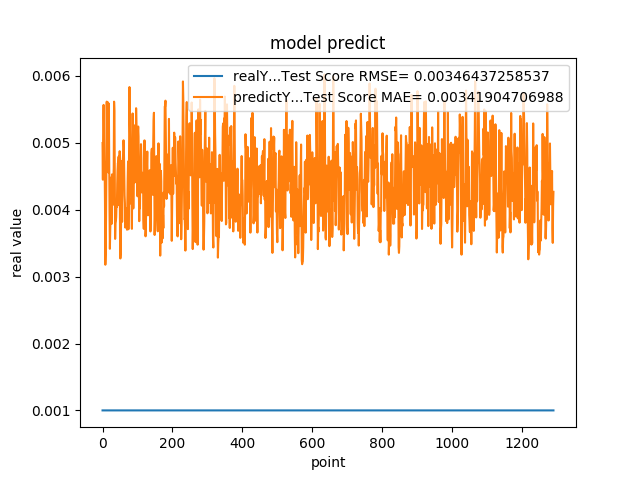 model predict
realY...Test Score RMSE= 0.00346437258537
predictY...Test Score MAE= 0.00341904706988
0.006
0.005
0.004
0.003
0.002
0.001
real value
0 200 400 600 800 1000 1200
point